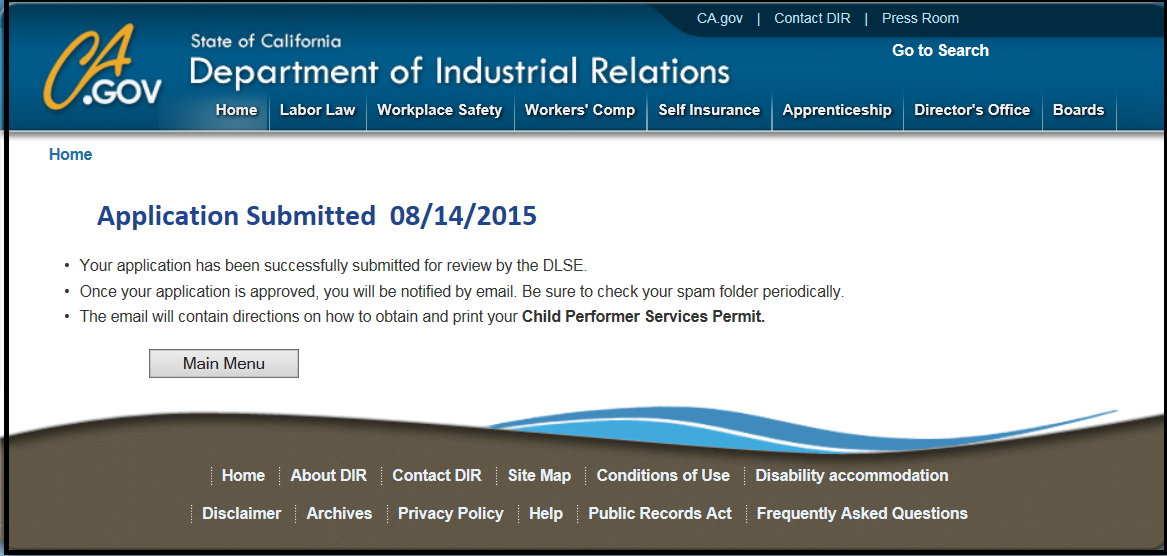 CA.gov | Contact DIR | Press Room
Go to Search
CA.GOV
State of California
Department of Industrial Relations
Home Labor Law Workplace Safety Workers' Comp Self Insurance Apprenticeship Director's Office Boards
Home
Application Submitted 08/14/2015
• Your application has been successfully submitted for review by the DLSE.
• Once your application is approved, you will be notified by email. Be sure to check your spam folder periodically.
• The email will contain directions on how to obtain and print your Child Performer Services Permit.
Main Menu
Home About DIR Contact DIR Site Map Conditions of Use Disability accommodation
Disclaimer Archives Privacy Policy Help Public Records Act Frequently Asked Questions